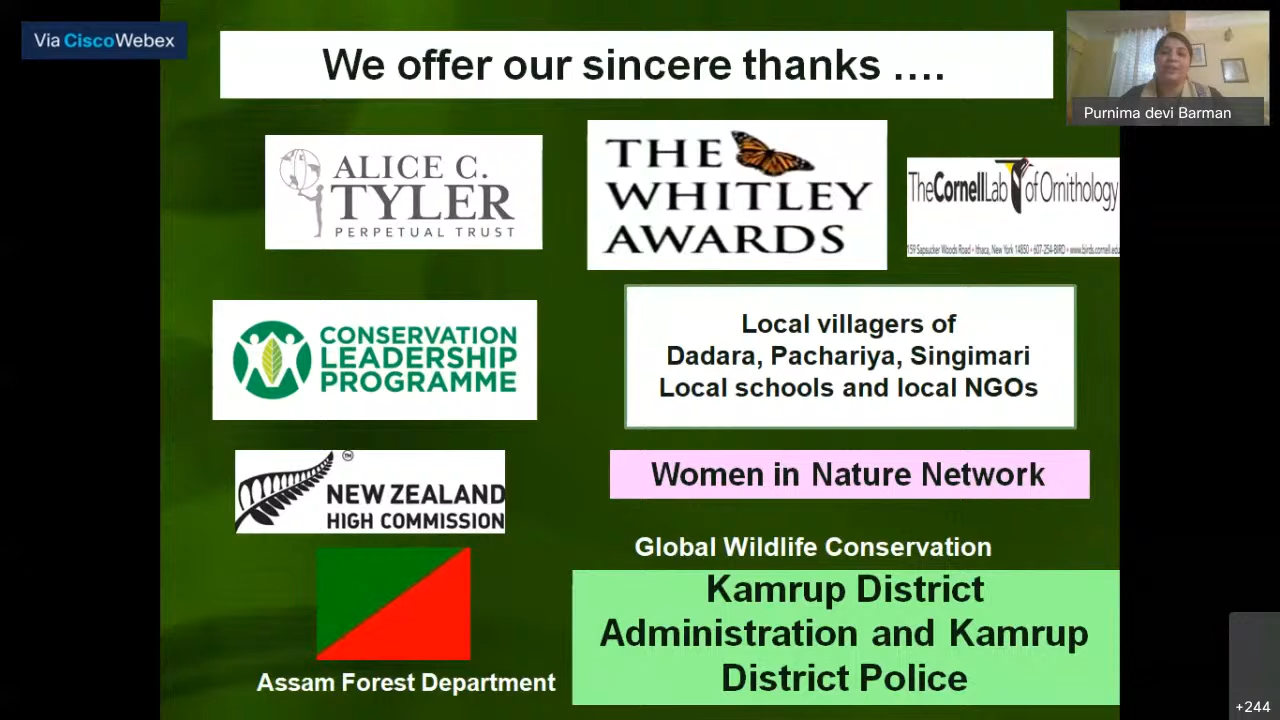 Via CiscoWebex
We offer our sincere thanks ....
Purnima devi Barman
ALICE C.
TYLER
PERPETUAL TRUST
THE
WHITLEY
AWARDS
TheCornellLab of Ornithology
159 Sapsucker Woods Road • Ithaca, New York 14850 • 607-254-BIRD • www.birds.cornell.edu
CONSERVATION
LEADERSHIP
PROGRAMME
Local villagers of
Dadara, Pachariya, Singimari
Local schools and local NGOs
TM
NEW ZEALAND
HIGH COMMISSION
Women in Nature Network
Global Wildlife Conservation
Kamrup District
Administration and Kamrup
District Police
Assam Forest Department
+244